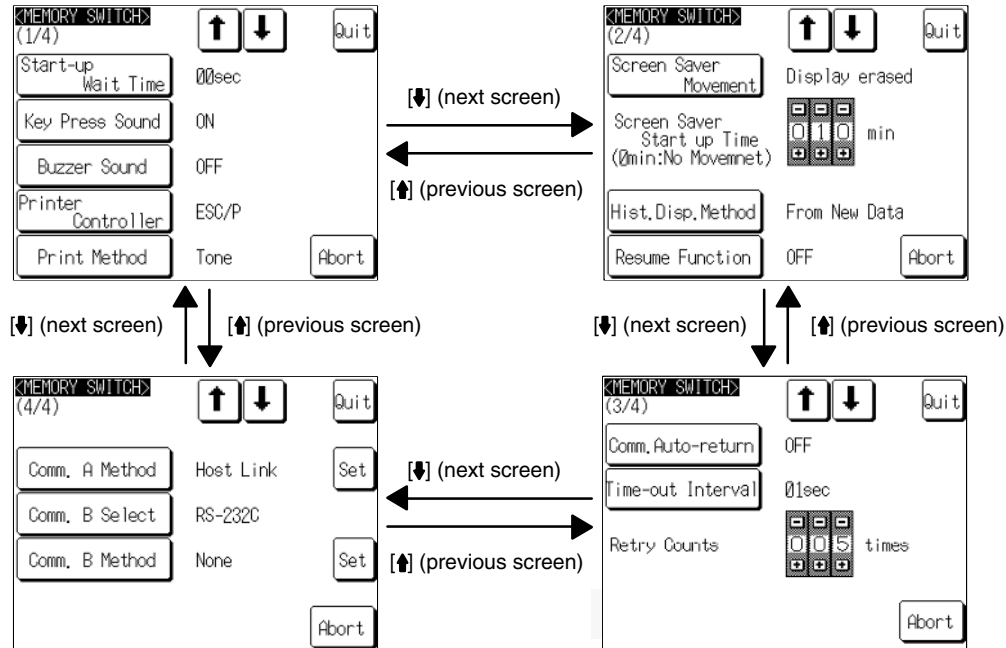 <MEMORY SWITCH>
(1/4)
Quit
Start-up
Wait Time
00sec
Key Press Sound
ON
Buzzer Sound
OFF
Printer
Controller
ESC/P
Print Method
Tone
Abort
[⬇] (next screen)
[⬆] (previous screen)
<MEMORY SWITCH>
(2/4)
Quit
Screen Saver
Movement
Display erased
Screen Saver
Start up Time
(0min:No Movemnet)
010 min
Hist.Disp.Method
From New Data
Resume Function
OFF
Abort
[⬇] (next screen)
[⬆] (previous screen)
[⬇] (next screen)
[⬆] (previous screen)
<MEMORY SWITCH>
(4/4)
Quit
Comm. A Method
Host Link
Set
Comm. B Select
RS-232C
Comm. B Method
None
Set
Abort
[⬇] (next screen)
[⬆] (previous screen)
<MEMORY SWITCH>
(3/4)
Quit
Comm.Auto-return
OFF
Time-out Interval
01sec
Retry Counts
005 times
Abort